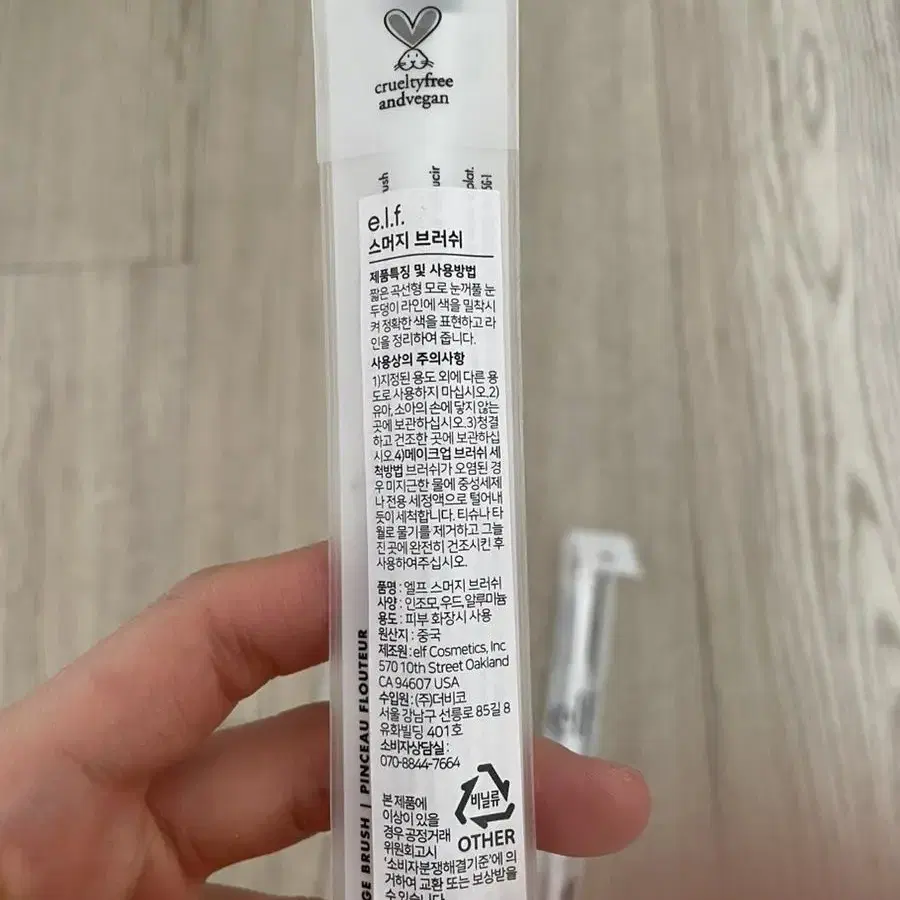 crueltyfree
andvegan
ucir
plat.
e.l.f.
스머지 브러쉬
제품특징 및 사용방법
짧은 곡선형 모로 눈꺼풀 눈
두덩이 라인에 색을 밀착시
켜 정확한 색을 표현하고 라
인을 정리하여 줍니다.
사용상의 주의사항
1)지정된 용도 외에 다른 용
도로 사용하지 마십시오.2)
유아, 소아의 손에 닿지 않는
곳에 보관하십시오.3)청결
하고 건조한 곳에 보관하십
시오.4)메이크업 브러쉬 세
척방법 브러쉬가 오염된 경
우 미지근한 물에 중성세제
나 전용 세정액으로 털어내
듯이 세척합니다. 티슈나 타
월로 물기를 제거하고 그늘
진 곳에 완전히 건조시킨 후
사용하여주십시오.
품명 : 엘프 스머지 브러쉬
사양 : 인조모, 우드, 알루미늄
용도 : 피부 화장시 사용
원산지 : 중국
제조원 : elf Cosmetics, Inc
570 10th Street Oakland
CA 94607 USA
수입원 : (주)더비코
서울 강남구 선릉로 85길 8
유화빌딩 401호
소비자상담실 :
070-8844-7664
본 제품에
이상이 있을
경우 공정거래
위원회고시
'소비자분쟁해결기준'에 의
거하여 교환 또는 보상받을
수 있습니다.
비닐류
OTHER
GE BRUSH | PINCEAU FLOUTEUR